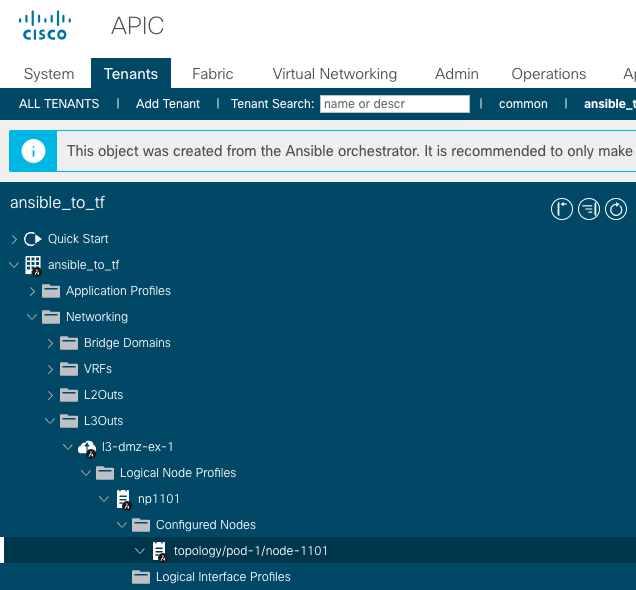 CISCO APIC
System Tenants Fabric Virtual Networking Admin Operations
ALL TENANTS | Add Tenant | Tenant Search: name or descr | common |
This object was created from the Ansible orchestrator. It is recommended to only make
ansible_to_tf
Quick Start
ansible_to_tf
Application Profiles
Networking
Bridge Domains
VRFs
L2Outs
L3Outs
l3-dmz-ex-1
Logical Node Profiles
np1101
Configured Nodes
topology/pod-1/node-1101
Logical Interface Profiles